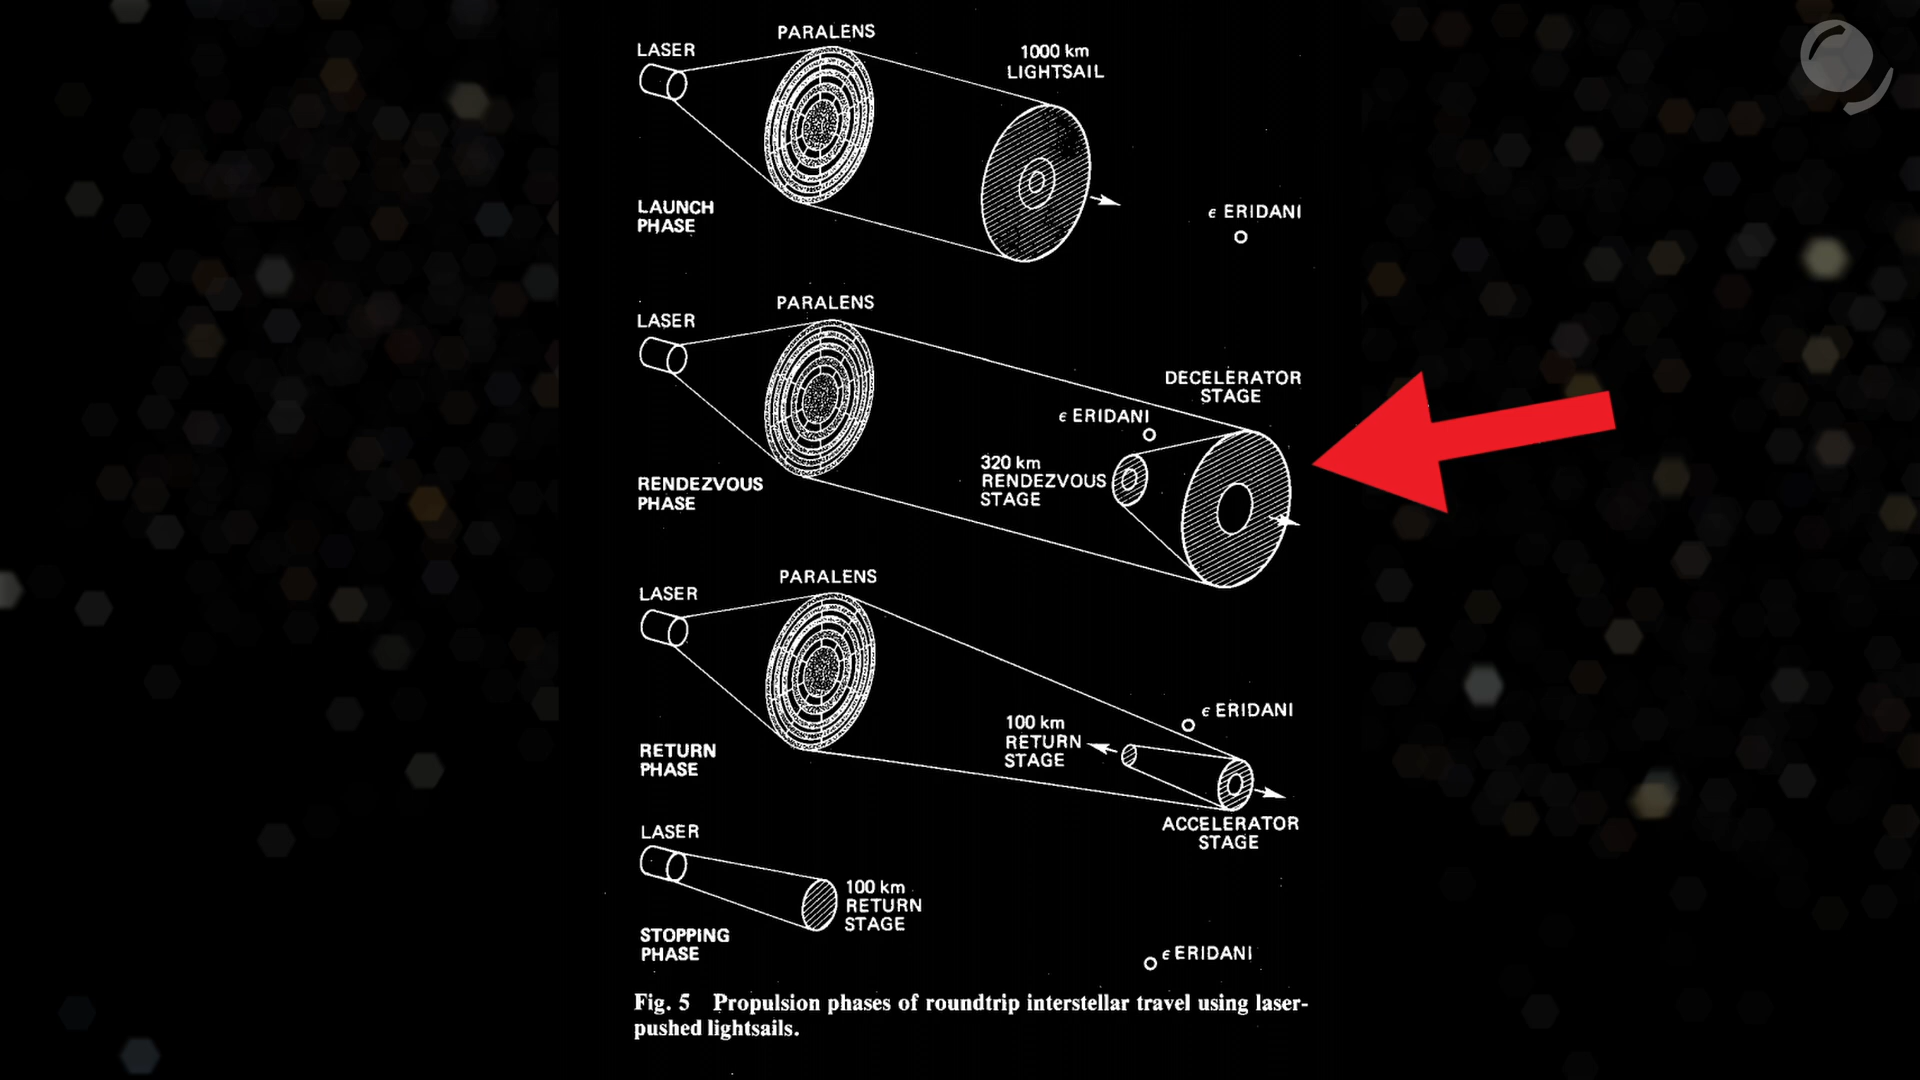 PARALENS
LASER
1000 km
LIGHTSAIL
LAUNCH
PHASE
ϵ ERIDANI
PARALENS
LASER
DECELERATOR
STAGE
ϵ ERIDANI
320 km
RENDEZVOUS
STAGE
RENDEZVOUS
PHASE
PARALENS
LASER
ϵ ERIDANI
100 km
RETURN
STAGE
RETURN
PHASE
ACCELERATOR
STAGE
LASER
100 km
RETURN
STAGE
STOPPING
PHASE
ϵ ERIDANI
Fig. 5 Propulsion phases of roundtrip interstellar travel using laser-
pushed lightsails.